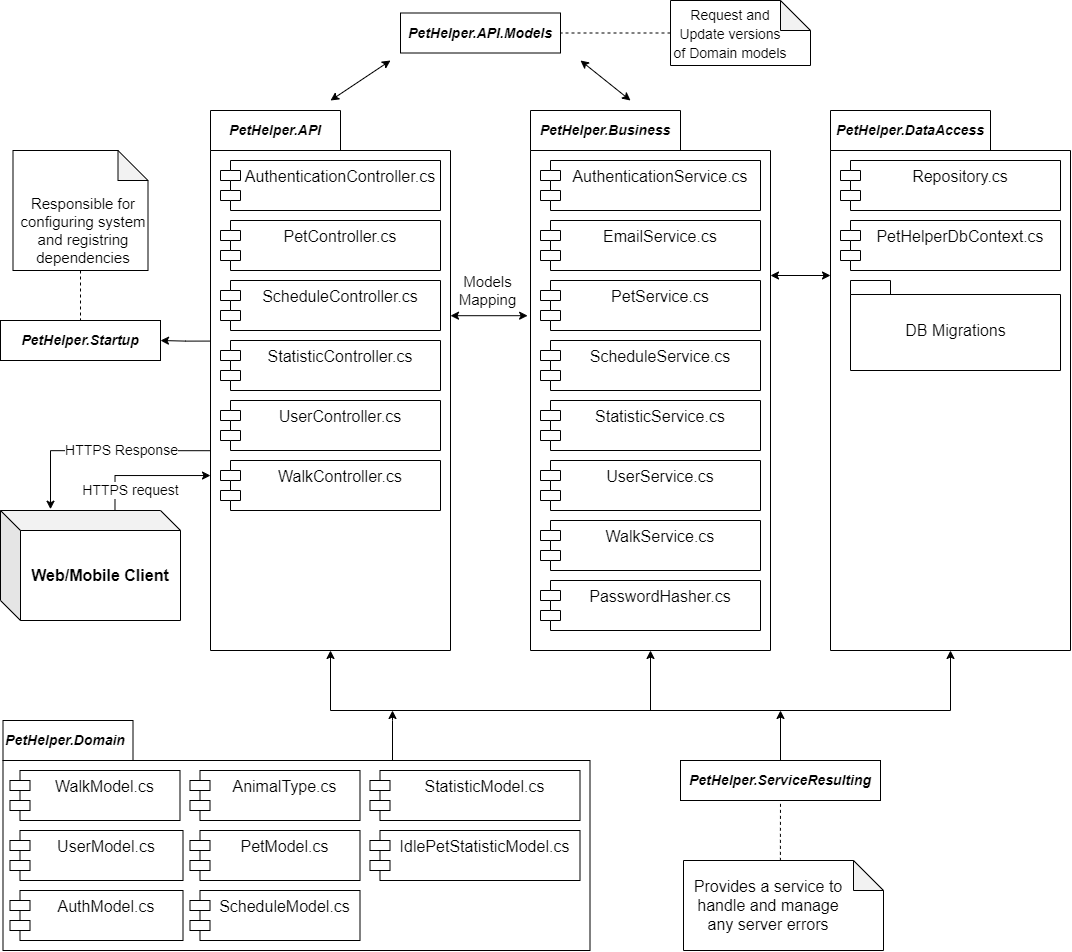 PetHelper.API.Models
Request and
Update versions
of Domain models
PetHelper.API
PetHelper.Business
PetHelper.DataAccess
Responsible for
configuring system
and registring
dependencies
AuthenticationController.cs
PetController.cs
ScheduleController.cs
StatisticController.cs
UserController.cs
WalkController.cs
Models
Mapping
AuthenticationService.cs
EmailService.cs
PetService.cs
ScheduleService.cs
StatisticService.cs
UserService.cs
WalkService.cs
PasswordHasher.cs
Repository.cs
PetHelperDbContext.cs
DB Migrations
PetHelper.Startup
HTTPS Response
HTTPS request
Web/Mobile Client
PetHelper.Domain
WalkModel.cs
AnimalType.cs
StatisticModel.cs
UserModel.cs
PetModel.cs
IdlePetStatisticModel.cs
AuthModel.cs
ScheduleModel.cs
PetHelper.ServiceResulting
Provides a service to
handle and manage
any server errors